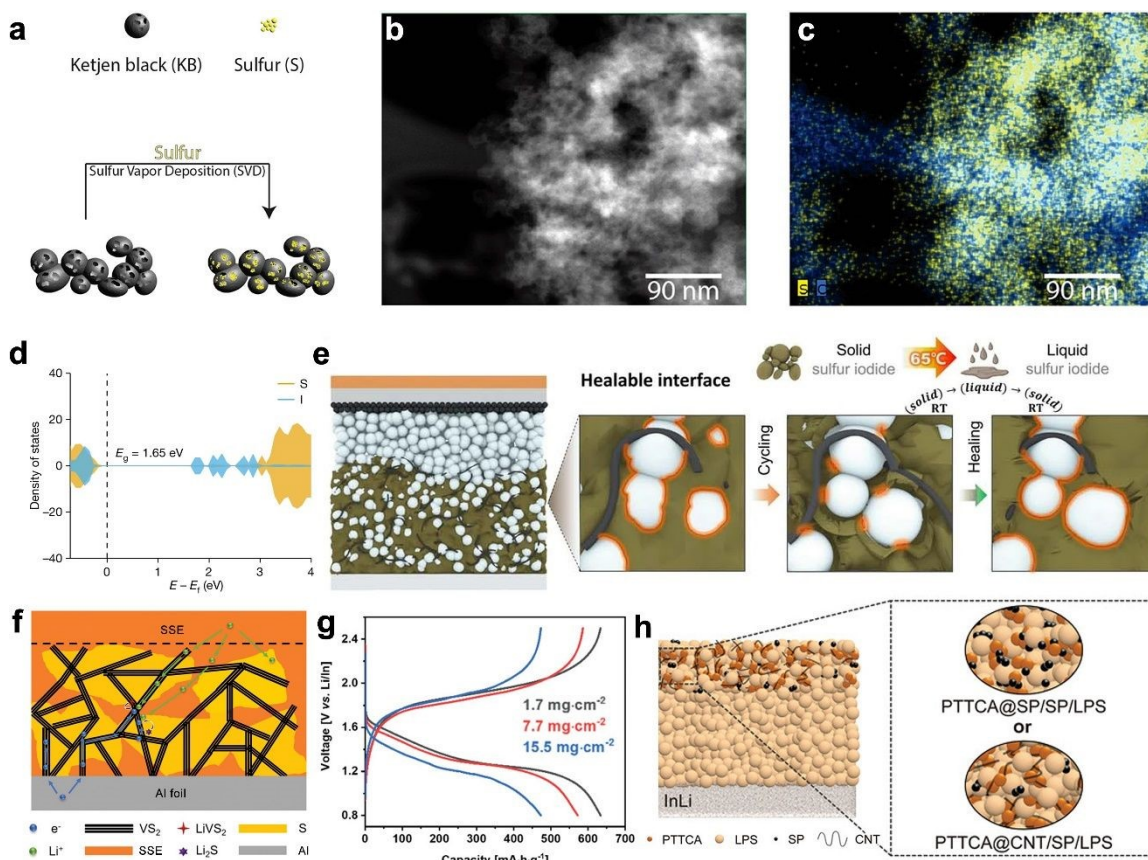 a
Ketjen black (KB)
Sulfur (S)
Sulfur
Sulfur Vapor Deposition (SVD)
b
90 nm
c
S C
90 nm
d
Density of states
40
20
0
−20
−40
S
I
Eg = 1.65 eV
0 1 2 3 4
E − Ef (eV)
e
Solid
sulfur iodide
65℃
Liquid
sulfur iodide
Healable interface
(solid) → (liquid) → (solid)
RT RT
Cycling
Healing
f
SSE
Al foil
e- VS2 LiVS2 S
Li+ SSE Li2S Al
g
Voltage [V vs. Li/In]
2.4
2.0
1.6
1.2
0.8
1.7 mg·cm-2
7.7 mg·cm-2
15.5 mg·cm-2
0 100 200 300 400 500 600 700
Capacity [mA h g-1]
h
InLi
PTTCA LPS SP CNT
PTTCA@SP/SP/LPS
or
PTTCA@CNT/SP/LPS